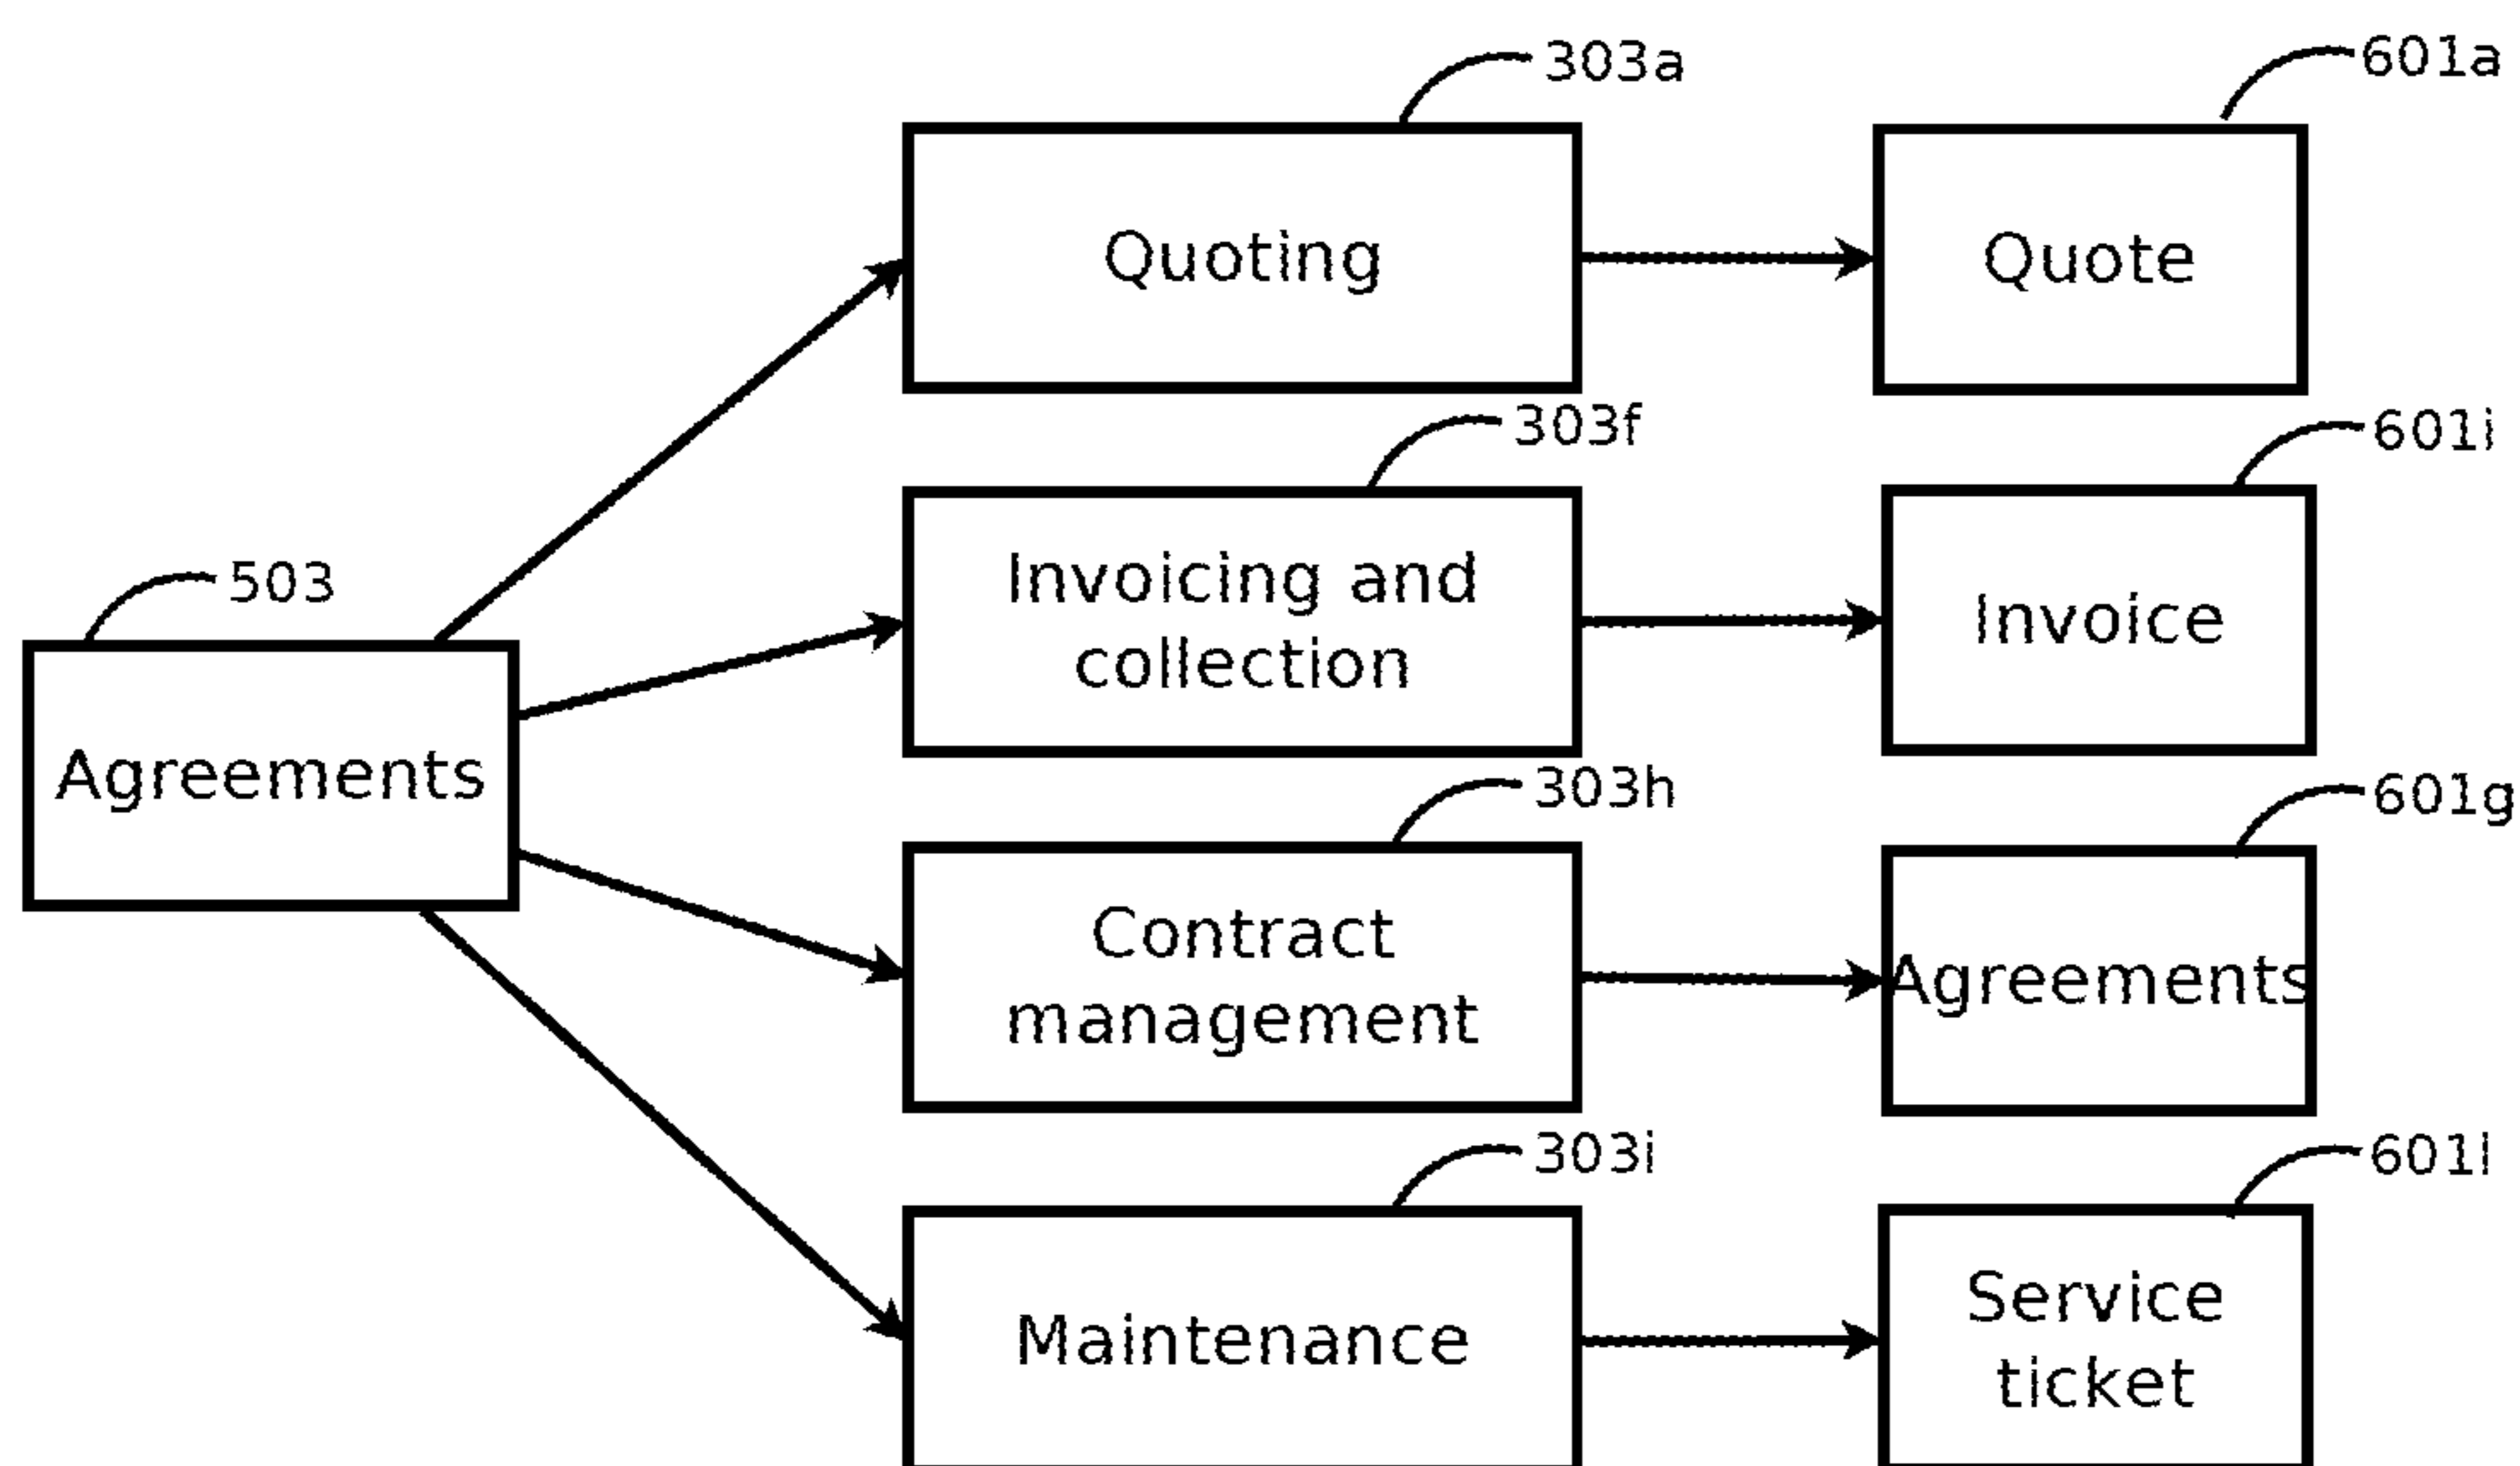 303a
601a
Quoting
Quote
303f
601i
Invoicing and
collection
Invoice
503
Agreements
303h
601g
Contract
management
Agreements
303i
601l
Maintenance
Service
ticket